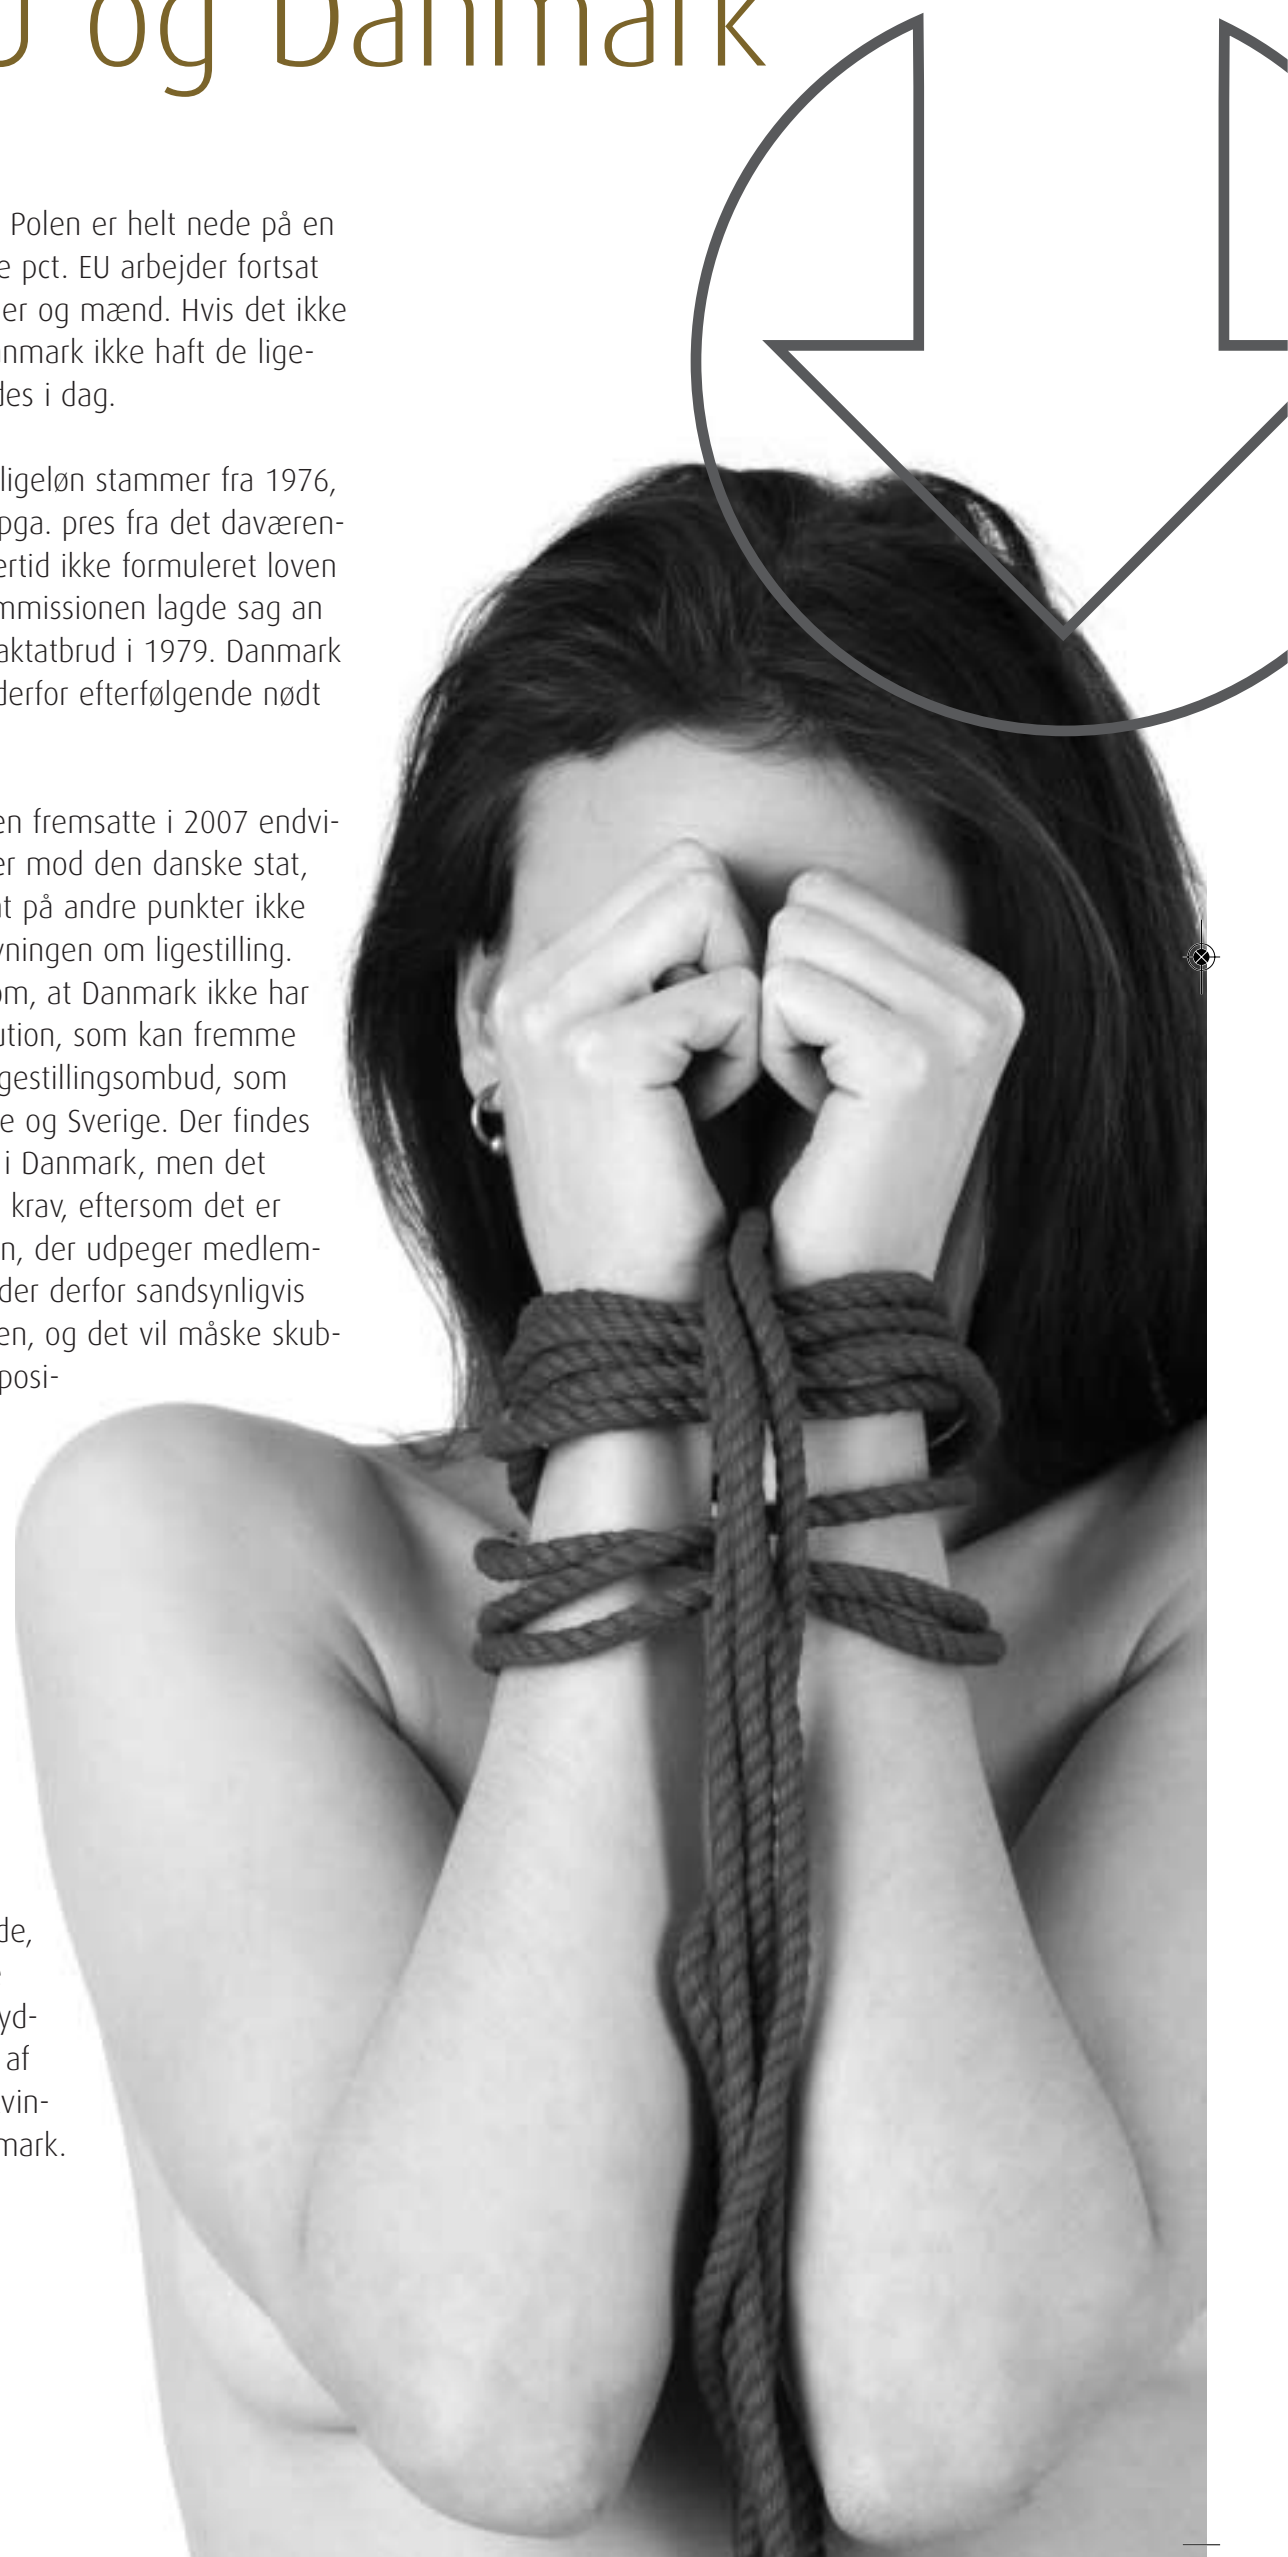 og Danmark
Polen er helt nede på en
pct. EU arbejder fortsat
er og mænd. Hvis det ikke
anmark ikke haft de lige-
des i dag.
ligeløn stammer fra 1976,
pga. pres fra det daværen-
ertid ikke formuleret loven
mmissionen lagde sag an
aktatbrud i 1979. Danmark
derfor efterfølgende nødt
en fremsatte i 2007 endvi-
er mod den danske stat,
at på andre punkter ikke
vningen om ligestilling.
om, at Danmark ikke har
ution, som kan fremme
gestillingsombud, som
e og Sverige. Der findes
i Danmark, men det
krav, eftersom det er
n, der udpeger medlem-
der derfor sandsynligvis
en, og det vil måske skub-
posi-
de,
yd-
af
vin-
mark.